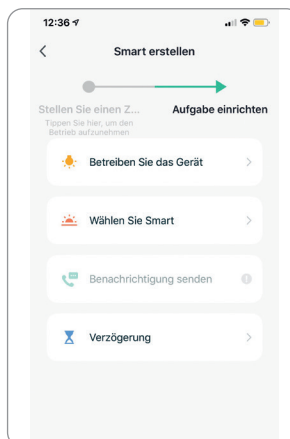 12:36
Smart erstellen
Stellen Sie einen Z...
Aufgabe einrichten
Tippen Sie hier, um den
Betrieb aufzunehmen
Betreiben Sie das Gerät
Wählen Sie Smart
Benachrichtigung senden
Verzögerung